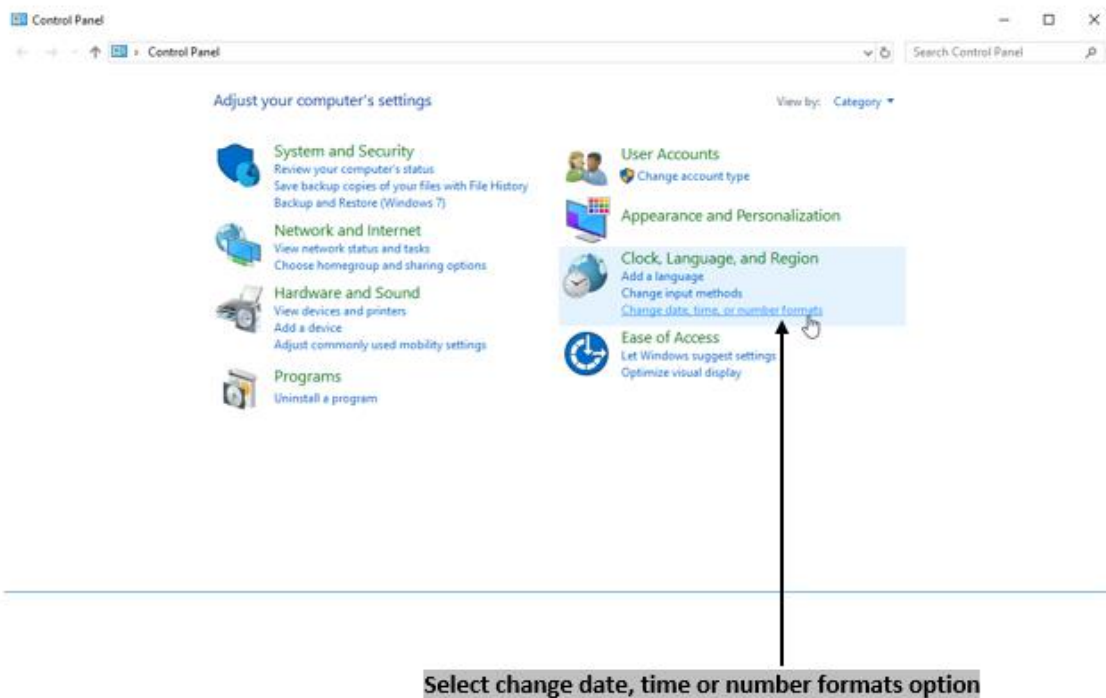 Control Panel
Control Panel
Search Control Panel
Adjust your computer's settings
View by: Category
System and Security
Review your computer's status
Save backup copies of your files with File History
Backup and Restore (Windows 7)
Network and Internet
View network status and tasks
Choose homegroup and sharing options
Hardware and Sound
View devices and printers
Add a device
Adjust commonly used mobility settings
Programs
Uninstall a program
User Accounts
Change account type
Appearance and Personalization
Clock, Language, and Region
Add a language
Change input methods
Change date, time, or number formats
Ease of Access
Let Windows suggest settings
Optimize visual display
Select change date, time or number formats option